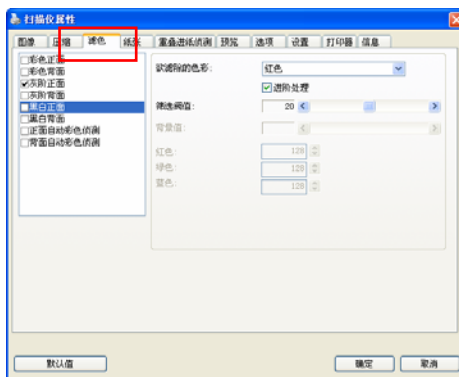 扫描仪属性
图像 压缩 滤色 纸张 重叠进纸侦测 预览 选项 设置 打印器 信息
彩色正面
彩色背面
灰阶正面
灰阶背面
黑白正面
黑白背面
正面自动彩色侦测
背面自动彩色侦测
欲滤除的色彩: 红色
进阶处理
筛选阀值: 20
背景值:
红色: 128
绿色: 128
蓝色: 128
默认值 确定 取消